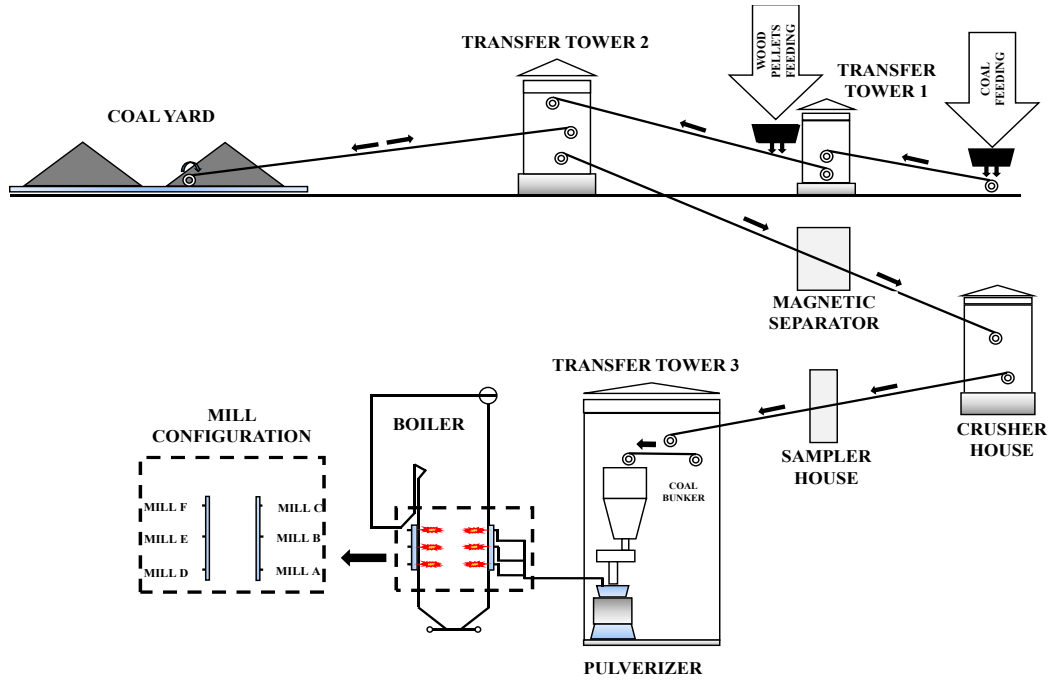 TRANSFER TOWER 2
WOOD
PELLETS
FEEDING
TRANSFER
TOWER 1
COAL
FEEDING
COAL YARD
MAGNETIC
SEPARATOR
TRANSFER TOWER 3
MILL
CONFIGURATION
BOILER
CRUSHER
HOUSE
SAMPLER
HOUSE
COAL
BUNKER
MILL F
MILL C
MILL E
MILL B
MILL D
MILL A
PULVERIZER